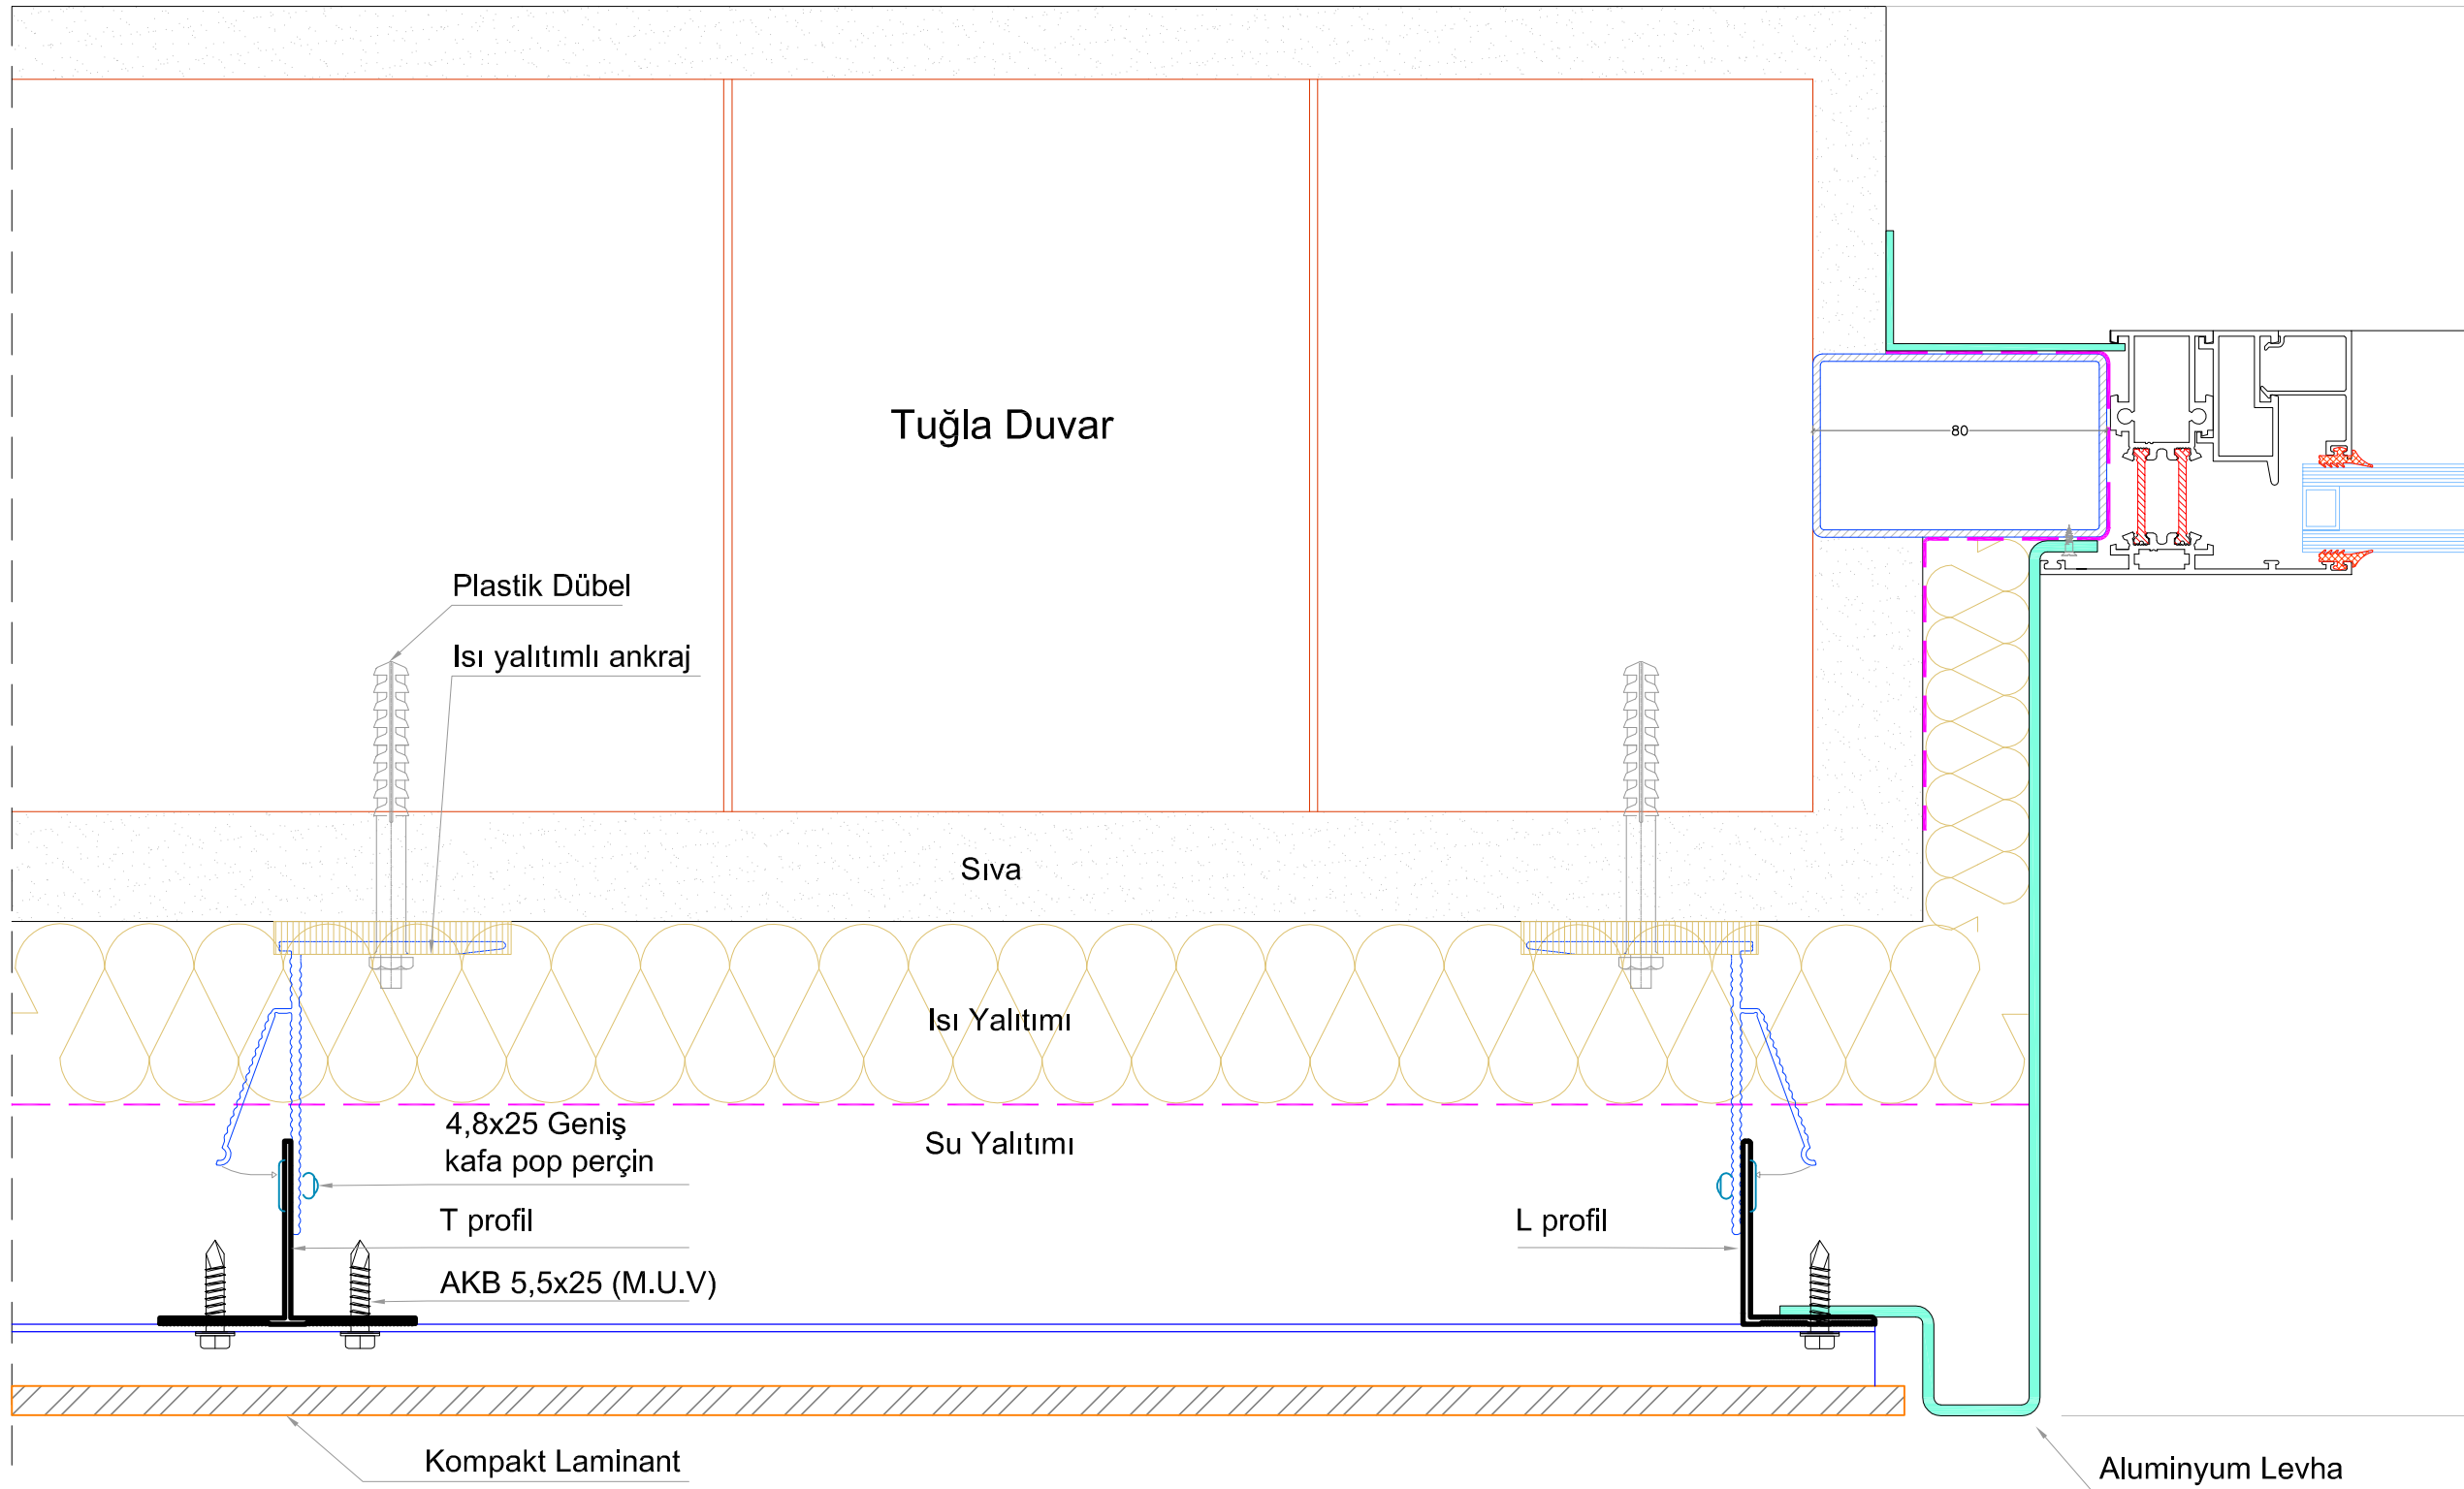 Tuğla Duvar
80
Plastik Dübel
Isı yalıtımlı ankraj
Sıva
Isı Yalıtımı
4,8x25 Geniş
kafa pop perçin
Su Yalıtımı
T profil
L profil
AKB 5,5x25 (M.U.V)
Kompakt Laminant
Aluminyum Levha